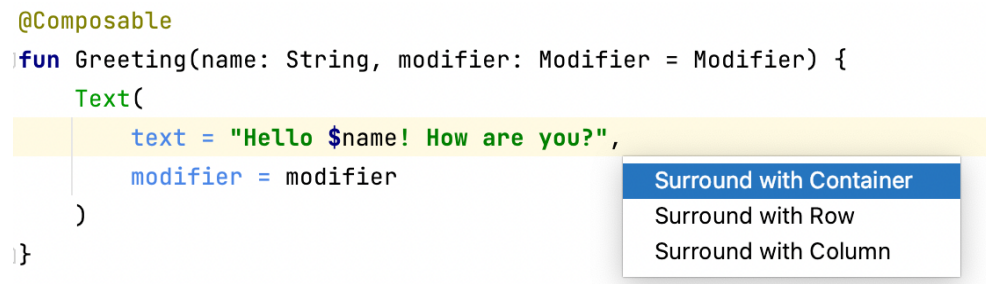 @Composable
fun Greeting(name: String, modifier: Modifier = Modifier) {
    Text(
        text = "Hello $name! How are you?",
        modifier = modifier
    )
}
Surround with Container
Surround with Row
Surround with Column